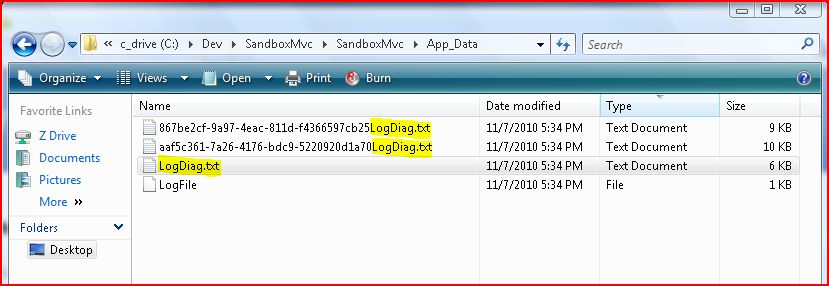 c_drive (C:) Dev SandboxMvc SandboxMvc App_Data Search
Organize Views Open Print Burn
Favorite Links
Z Drive
Documents
Pictures
More »
Folders
Desktop
Name Date modified Type Size
867be2cf-9a97-4eac-811d-f4366597cb25LogDiag.txt 11/7/2010 5:34 PM Text Document 9 KB
aaf5c361-7a26-4176-bdc9-5220920d1a70LogDiag.txt 11/7/2010 5:34 PM Text Document 10 KB
LogDiag.txt 11/7/2010 5:34 PM Text Document 6 KB
LogFile 11/7/2010 5:34 PM File 1 KB